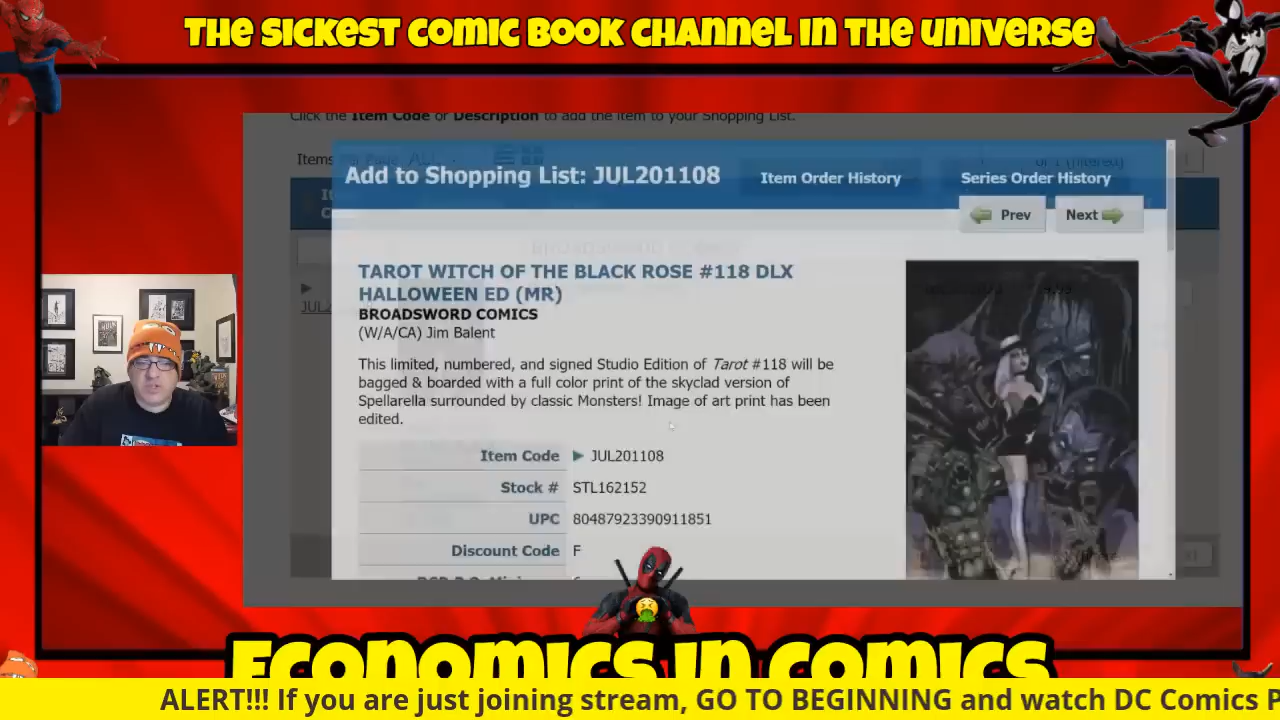 THE SICKEST COMIC BOOK CHANNEL IN THE UNIVERSE
Click the Item Code or Description to add the item to your Shopping List.
Items Page ALL
Add to Shopping List: JUL201108
Item Order History
Series Order History
Prev
Next
TAROT WITCH OF THE BLACK ROSE #118 DLX
HALLOWEEN ED (MR)
BROADSWORD COMICS
(W/A/CA) Jim Balent
This limited, numbered, and signed Studio Edition of Tarot #118 will be
bagged & boarded with a full color print of the skyclad version of
Spellarella surrounded by classic Monsters! Image of art print has been
edited.
Item Code JUL201108
Stock # STL162152
UPC 80487923390911851
Discount Code F
ECONOMICS IN COMICS
ALERT!!! If you are just joining stream, GO TO BEGINNING and watch DC Comics P